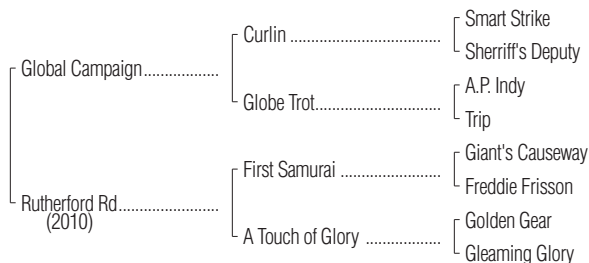 Smart Strike
Curlin ........................................
Sherriff's Deputy
Global Campaign...................
A.P. Indy
Globe Trot.................................
Trip
Giant's Causeway
First Samurai ..........................
Freddie Frisson
Rutherford Rd.........................
(2010)
Golden Gear
A Touch of Glory ...................
Gleaming Glory